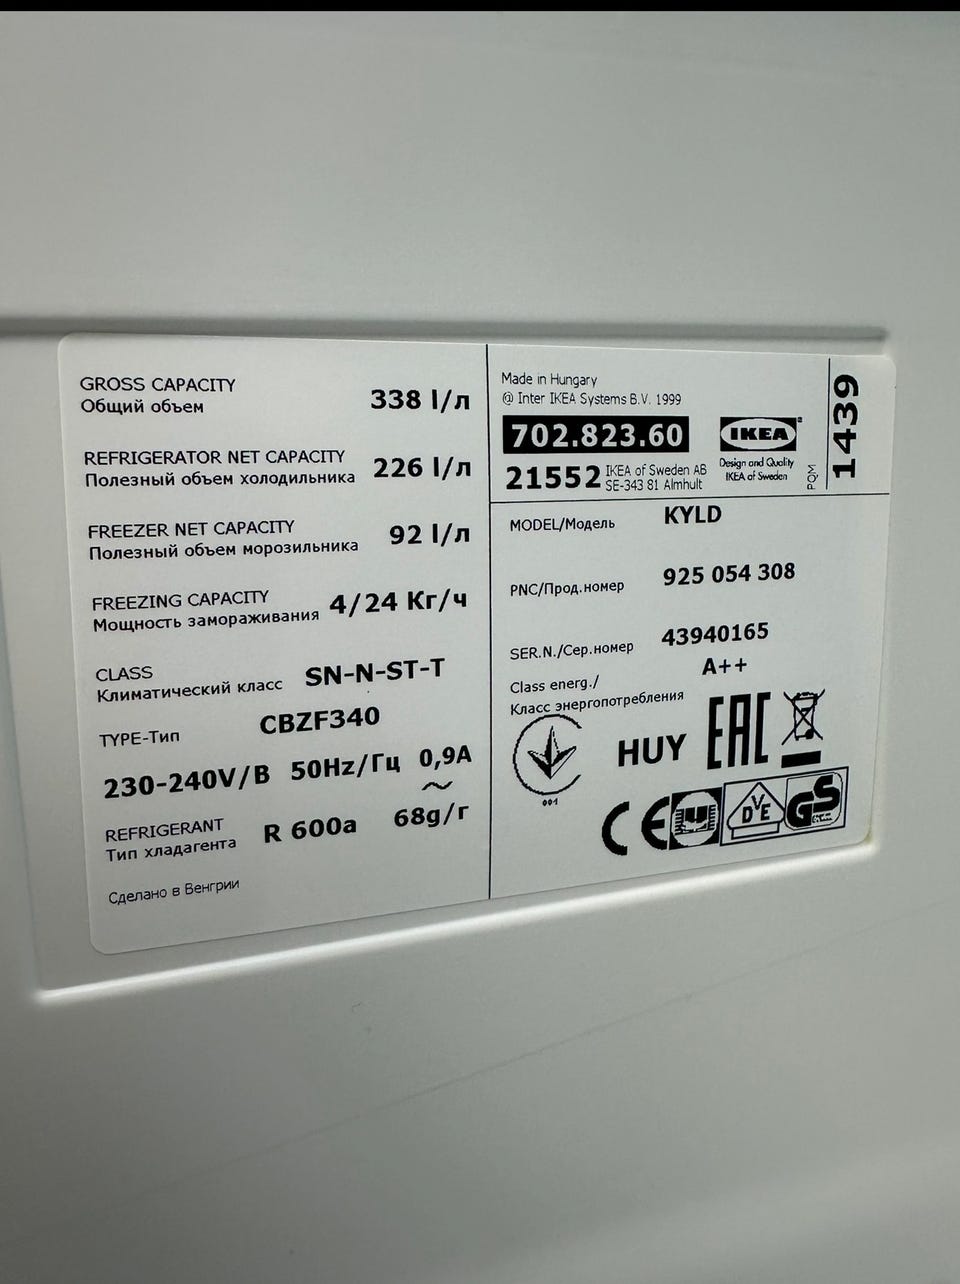 GROSS CAPACITY
Общий объем
338 l/л
REFRIGERATOR NET CAPACITY
Полезный объем холодильника
226 l/л
FREEZER NET CAPACITY
Полезный объем морозильника
92 l/л
FREEZING CAPACITY
Мощность замораживания
4/24 Кг/ч
CLASS
Климатический класс
SN-N-ST-T
TYPE-Тип
CBZF340
230-240V/В 50Hz/Гц 0,9A
~
REFRIGERANT
Тип хладагента
R 600a 68g/г
Сделано в Венгрии
Made in Hungary
@ Inter IKEA Systems B.V. 1999
702.823.60
21552
IKEA of Sweden AB
SE-343 81 Almhult
IKEA
Design and Quality
IKEA of Sweden
PQM
1439
MODEL/Модель
KYLD
PNC/Прод.номер
925 054 308
SER.N./Сер.номер
43940165
Class energ./
Класс энергопотребления
A++
001
HUY
EAC
CE
DVE
GS